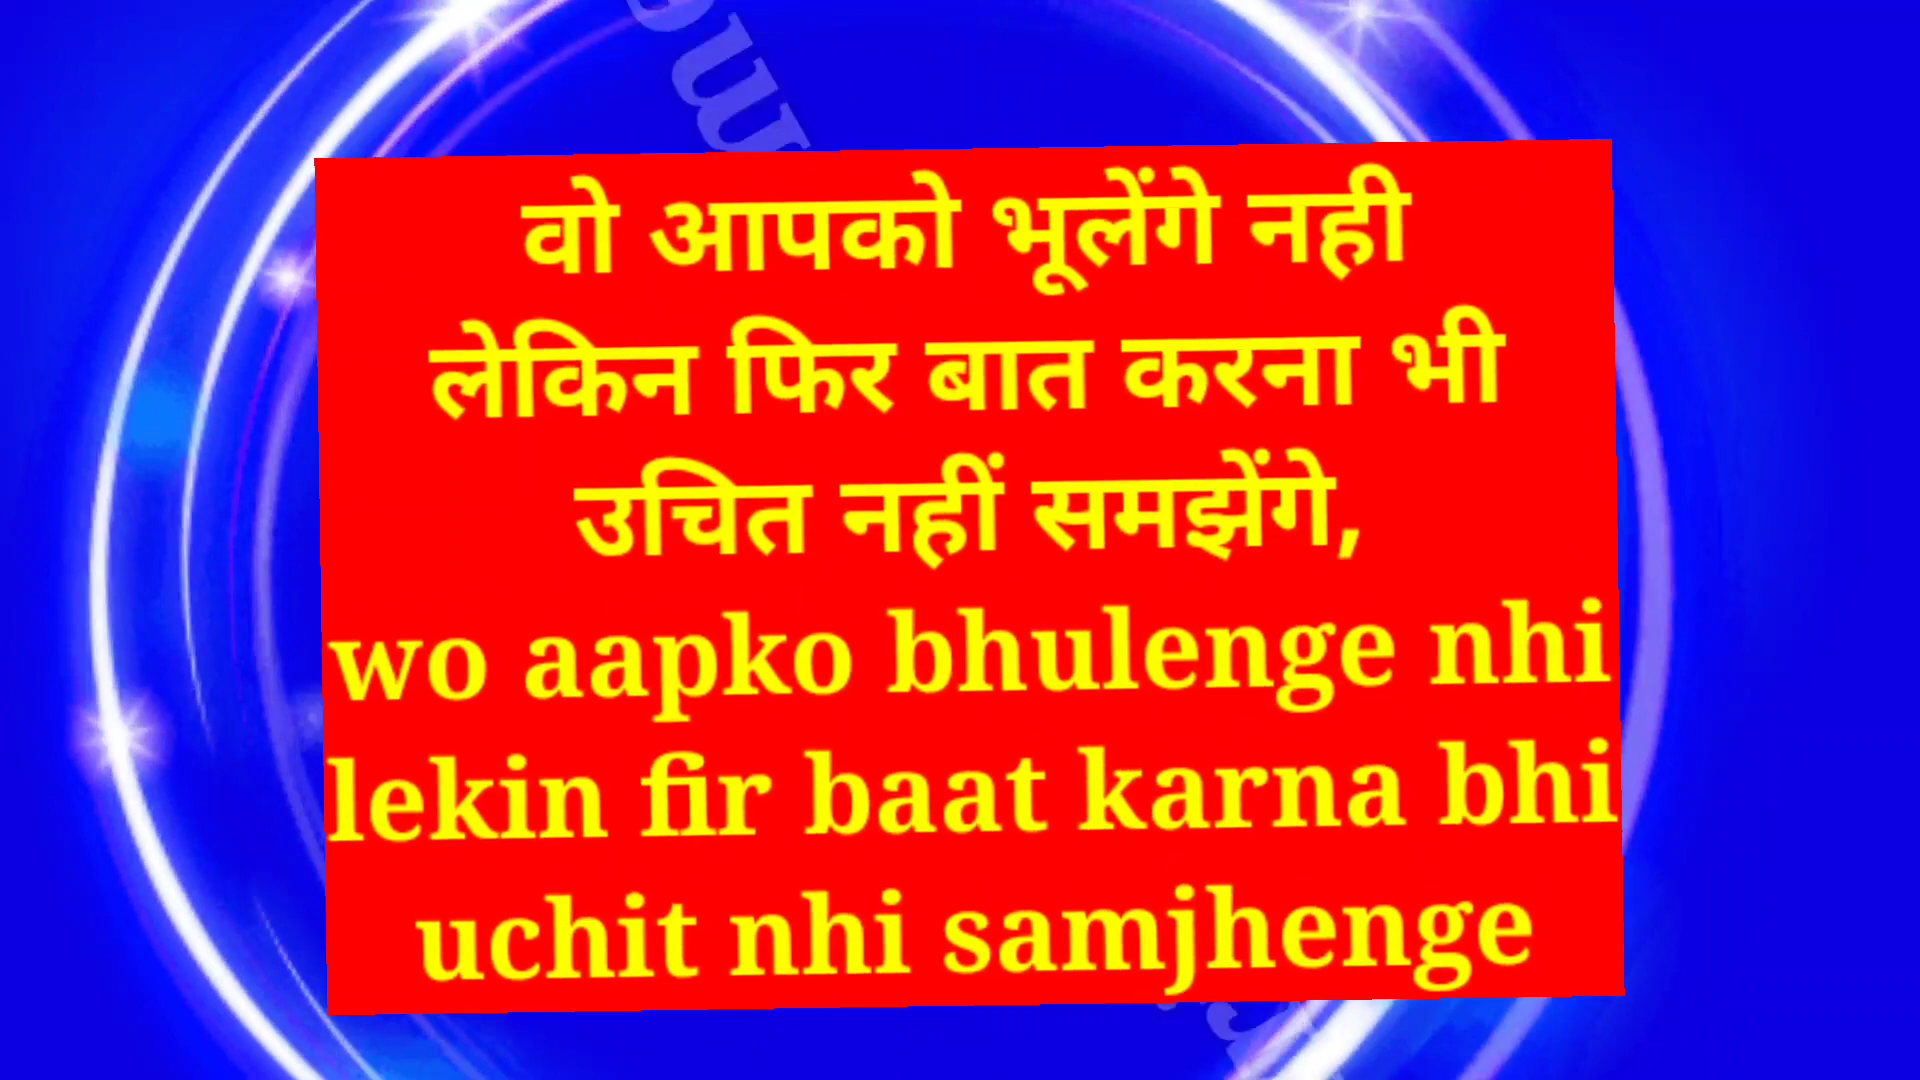 वो आपको भूलेंगे नही
लेकिन फिर बात करना भी
उचित नहीं समझेंगे,
wo aapko bhulenge nhi
lekin fir baat karna bhi
uchit nhi samjhenge